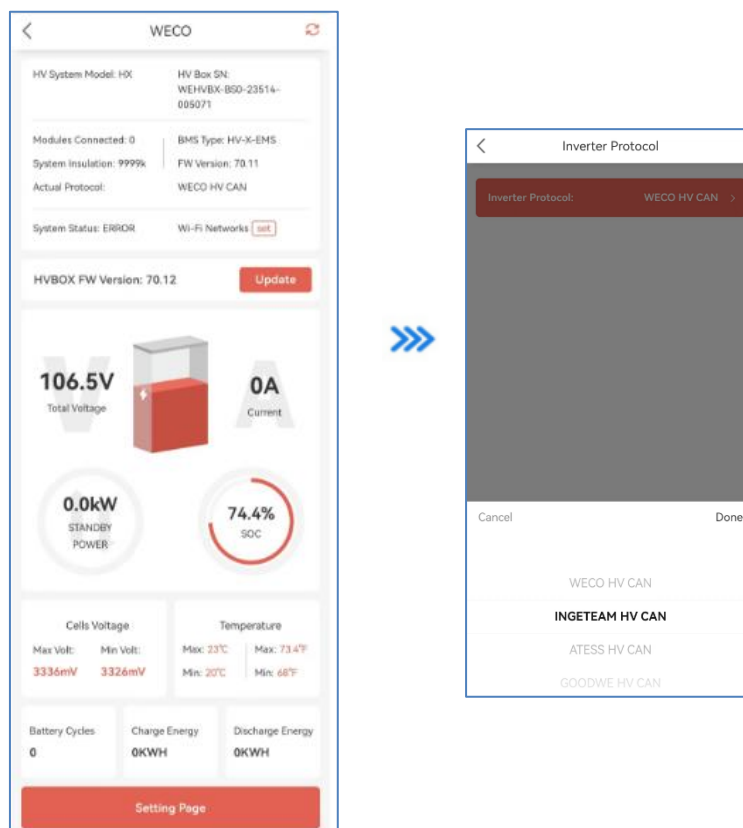 WECO
HV System Model: HX
HV Box SN:
WEHVBX-BS0-23514-
005071
Modules Connected: 0
BMS Type: HV-X-EMS
System Insulation: 9999k
FW Version: 70.11
Actual Protocol:
WECO HV CAN
System Status: ERROR
Wi-Fi Networks set
HVBOX FW Version: 70.12
Update
V
A
106.5V
Total Voltage
0A
Current
0.0kW
STANDBY
POWER
74.4%
SOC
Cells Voltage
Max Volt:
Min Volt:
3336mV
3326mV
Temperature
Max: 23℃
Max: 73.4℉
Min: 20℃
Min: 68℉
Battery Cycles
0
Charge Energy
0KWH
Discharge Energy
0KWH
Setting Page
Inverter Protocol
Inverter Protocol:
WECO HV CAN
Cancel
Done
WECO HV CAN
INGETEAM HV CAN
ATESS HV CAN
GOODWE HV CAN